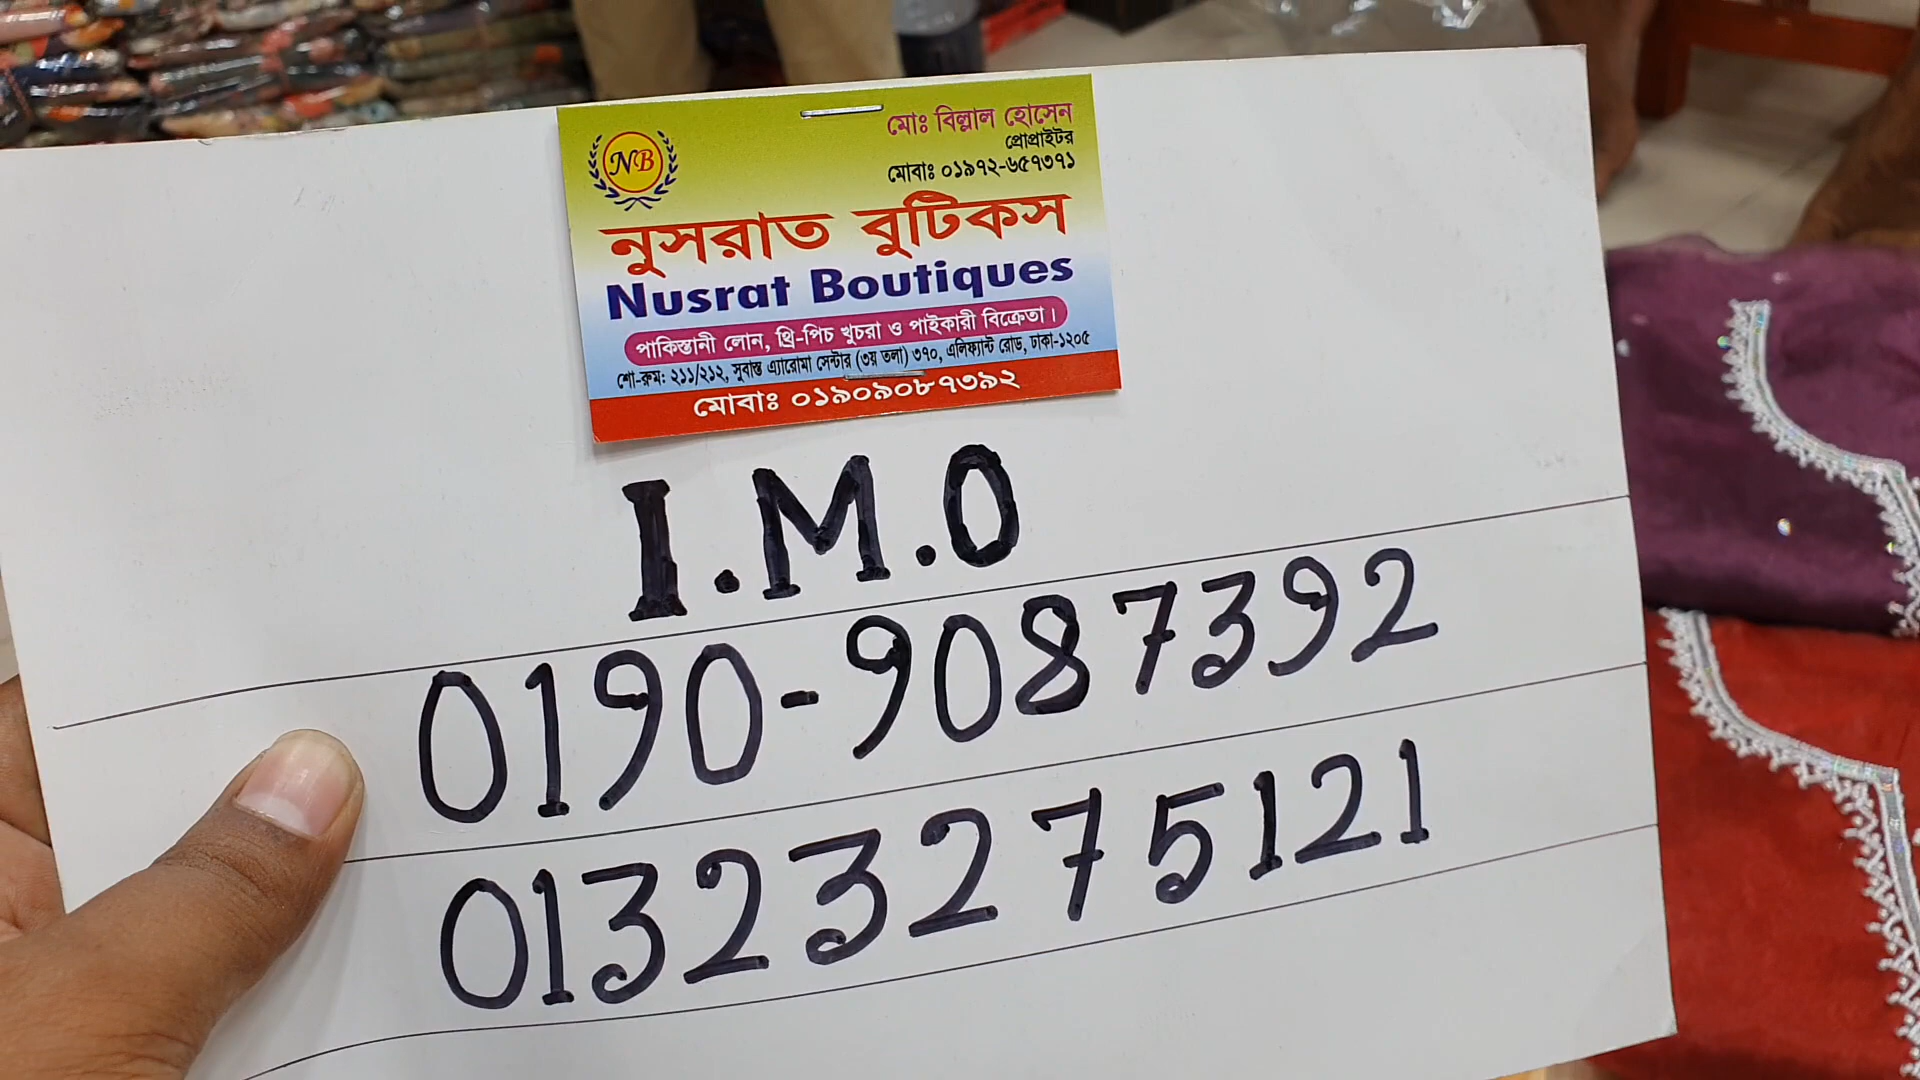 NB
মোঃ বিল্লাল হোসেন
প্রোপ্রাইটর
মোবাঃ ০১৯৭২-৬৫৭৩৭১
নুসরাত বুটিকস
Nusrat Boutiques
পাকিস্তানী লোন, থ্রি-পিচ খুচরা ও পাইকারী বিক্রেতা।
শো-রুম: ২১১/২১২, সুবাস্তু এ্যারোমা সেন্টার (৩য় তলা) ৩৭০, এলিফ্যান্ট রোড, ঢাকা-১২০৫
মোবাঃ ০১৯০৯০৮৭৩৯২
I.M.O
0190-9087392
01323275121